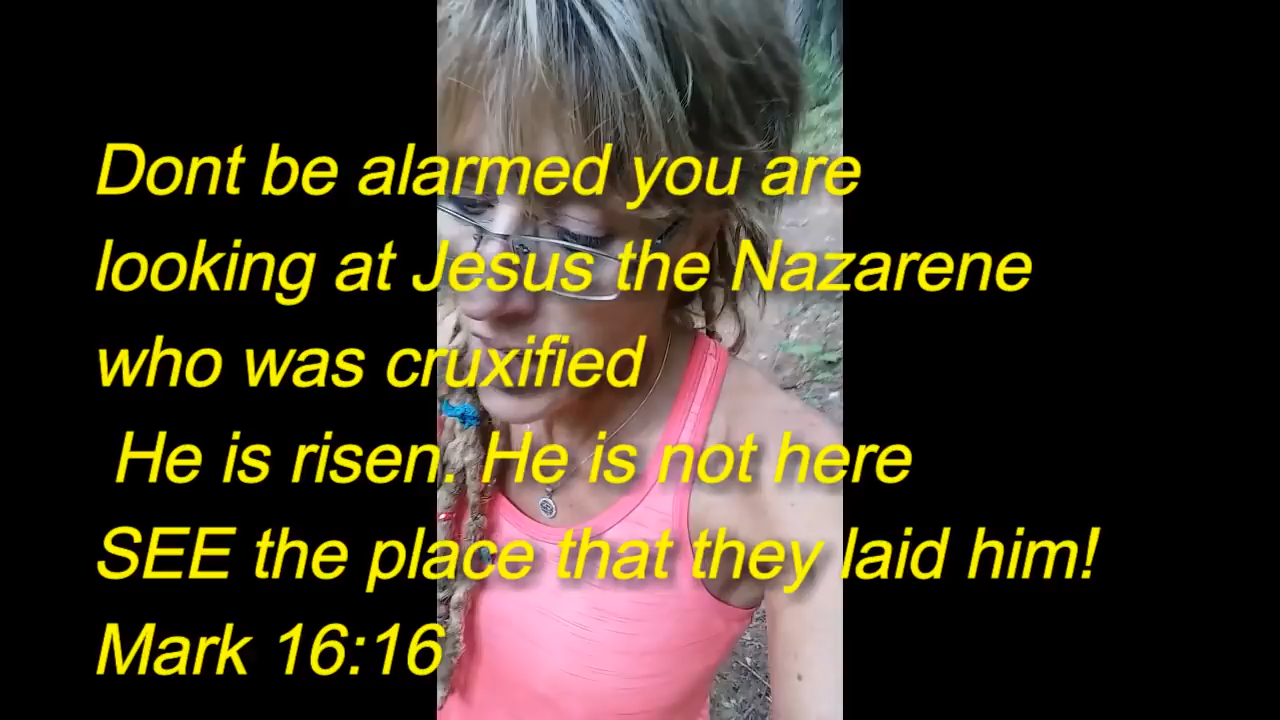 Dont be alarmed you are
looking at Jesus the Nazarene
who was cruxified
He is risen. He is not here
SEE the place that they laid him!
Mark 16:16